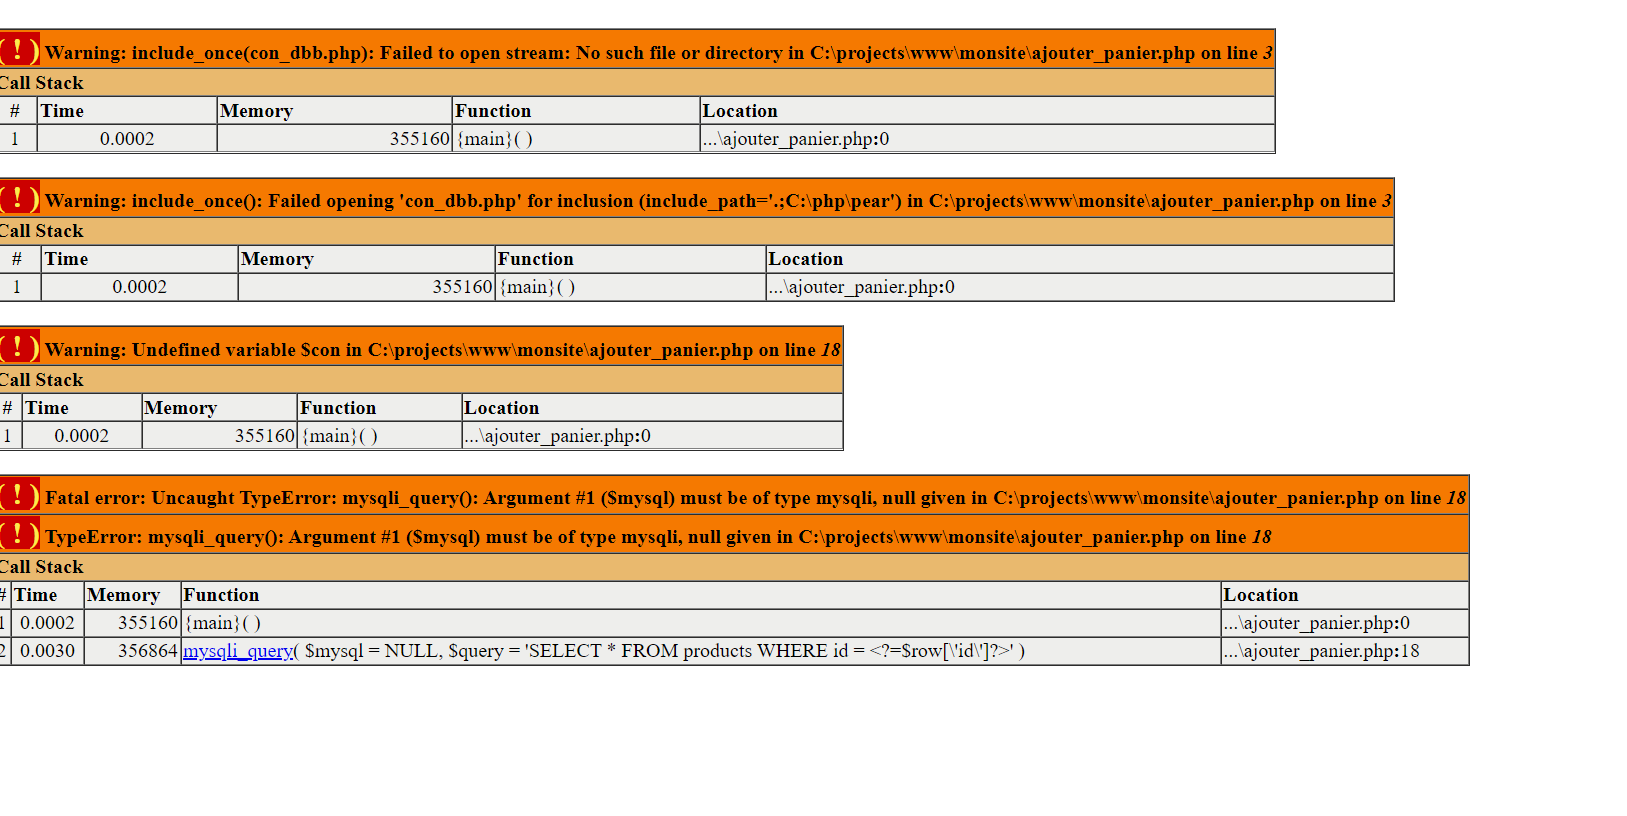 ( ! ) Warning: include_once(con_dbb.php): Failed to open stream: No such file or directory in C:\projects\www\monsite\ajouter_panier.php on line 3
Call Stack
# Time Memory Function Location
1 0.0002 355160 {main}( ) ...\ajouter_panier.php:0
( ! ) Warning: include_once(): Failed opening 'con_dbb.php' for inclusion (include_path='.;C:\php\pear') in C:\projects\www\monsite\ajouter_panier.php on line 3
Call Stack
# Time Memory Function Location
1 0.0002 355160 {main}( ) ...\ajouter_panier.php:0
( ! ) Warning: Undefined variable $con in C:\projects\www\monsite\ajouter_panier.php on line 18
Call Stack
# Time Memory Function Location
1 0.0002 355160 {main}( ) ...\ajouter_panier.php:0
( ! ) Fatal error: Uncaught TypeError: mysqli_query(): Argument #1 ($mysql) must be of type mysqli, null given in C:\projects\www\monsite\ajouter_panier.php on line 18
( ! ) TypeError: mysqli_query(): Argument #1 ($mysql) must be of type mysqli, null given in C:\projects\www\monsite\ajouter_panier.php on line 18
Call Stack
# Time Memory Function Location
1 0.0002 355160 {main}( ) ...\ajouter_panier.php:0
2 0.0030 356864 mysqli_query( $mysql = NULL, $query = 'SELECT * FROM products WHERE id = <?=$row[\'id\']?>' ) ...\ajouter_panier.php:18